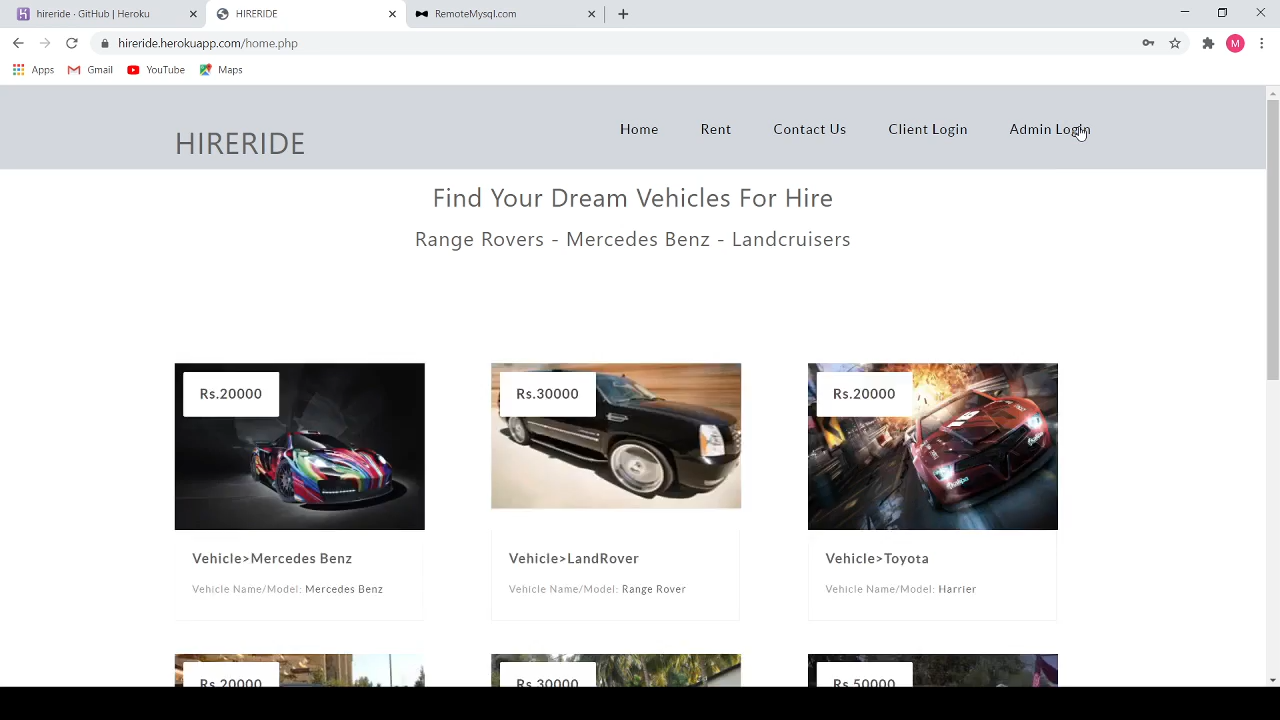 hireride · GitHub | Heroku
HIRERIDE
RemoteMysql.com
hireride.herokuapp.com/home.php
M
Apps
Gmail
YouTube
Maps
HIRERIDE
Home
Rent
Contact Us
Client Login
Admin Login
Find Your Dream Vehicles For Hire
Range Rovers - Mercedes Benz - Landcruisers
Rs.20000
Rs.30000
Rs.20000
Vehicle>Mercedes Benz
Vehicle Name/Model: Mercedes Benz
Vehicle>LandRover
Vehicle Name/Model: Range Rover
Vehicle>Toyota
Vehicle Name/Model: Harrier
Rs.20000
Rs.30000
Rs.50000